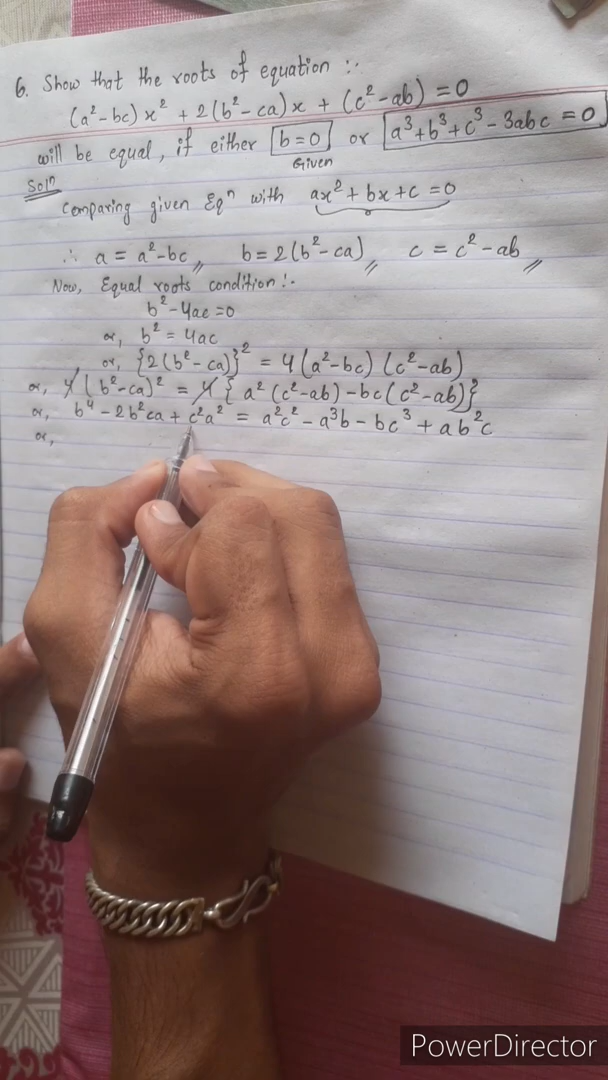 6. Show that the roots of equation :-
(a²-bc) x² + 2 (b²-ca) x + (c²-ab) = 0
will be equal, if either b=0 or a³+b³+c³-3abc = 0
Given
Solⁿ
Comparing given Eqⁿ with ax²+bx+c=0
∴ a = a²-bc,, b = 2(b²-ca),, c = c²-ab,,
Now, Equal roots condition :-
b²-4ac=0
or, b² = 4ac
or, {2(b²-ca)}² = 4(a²-bc) (c²-ab)
or, 4(b²-ca)² = 4{a²(c²-ab)-bc(c²-ab)}
or, b⁴-2b²ca+c²a² = a²c²-a³b-bc³+ab²c
or,
PowerDirector